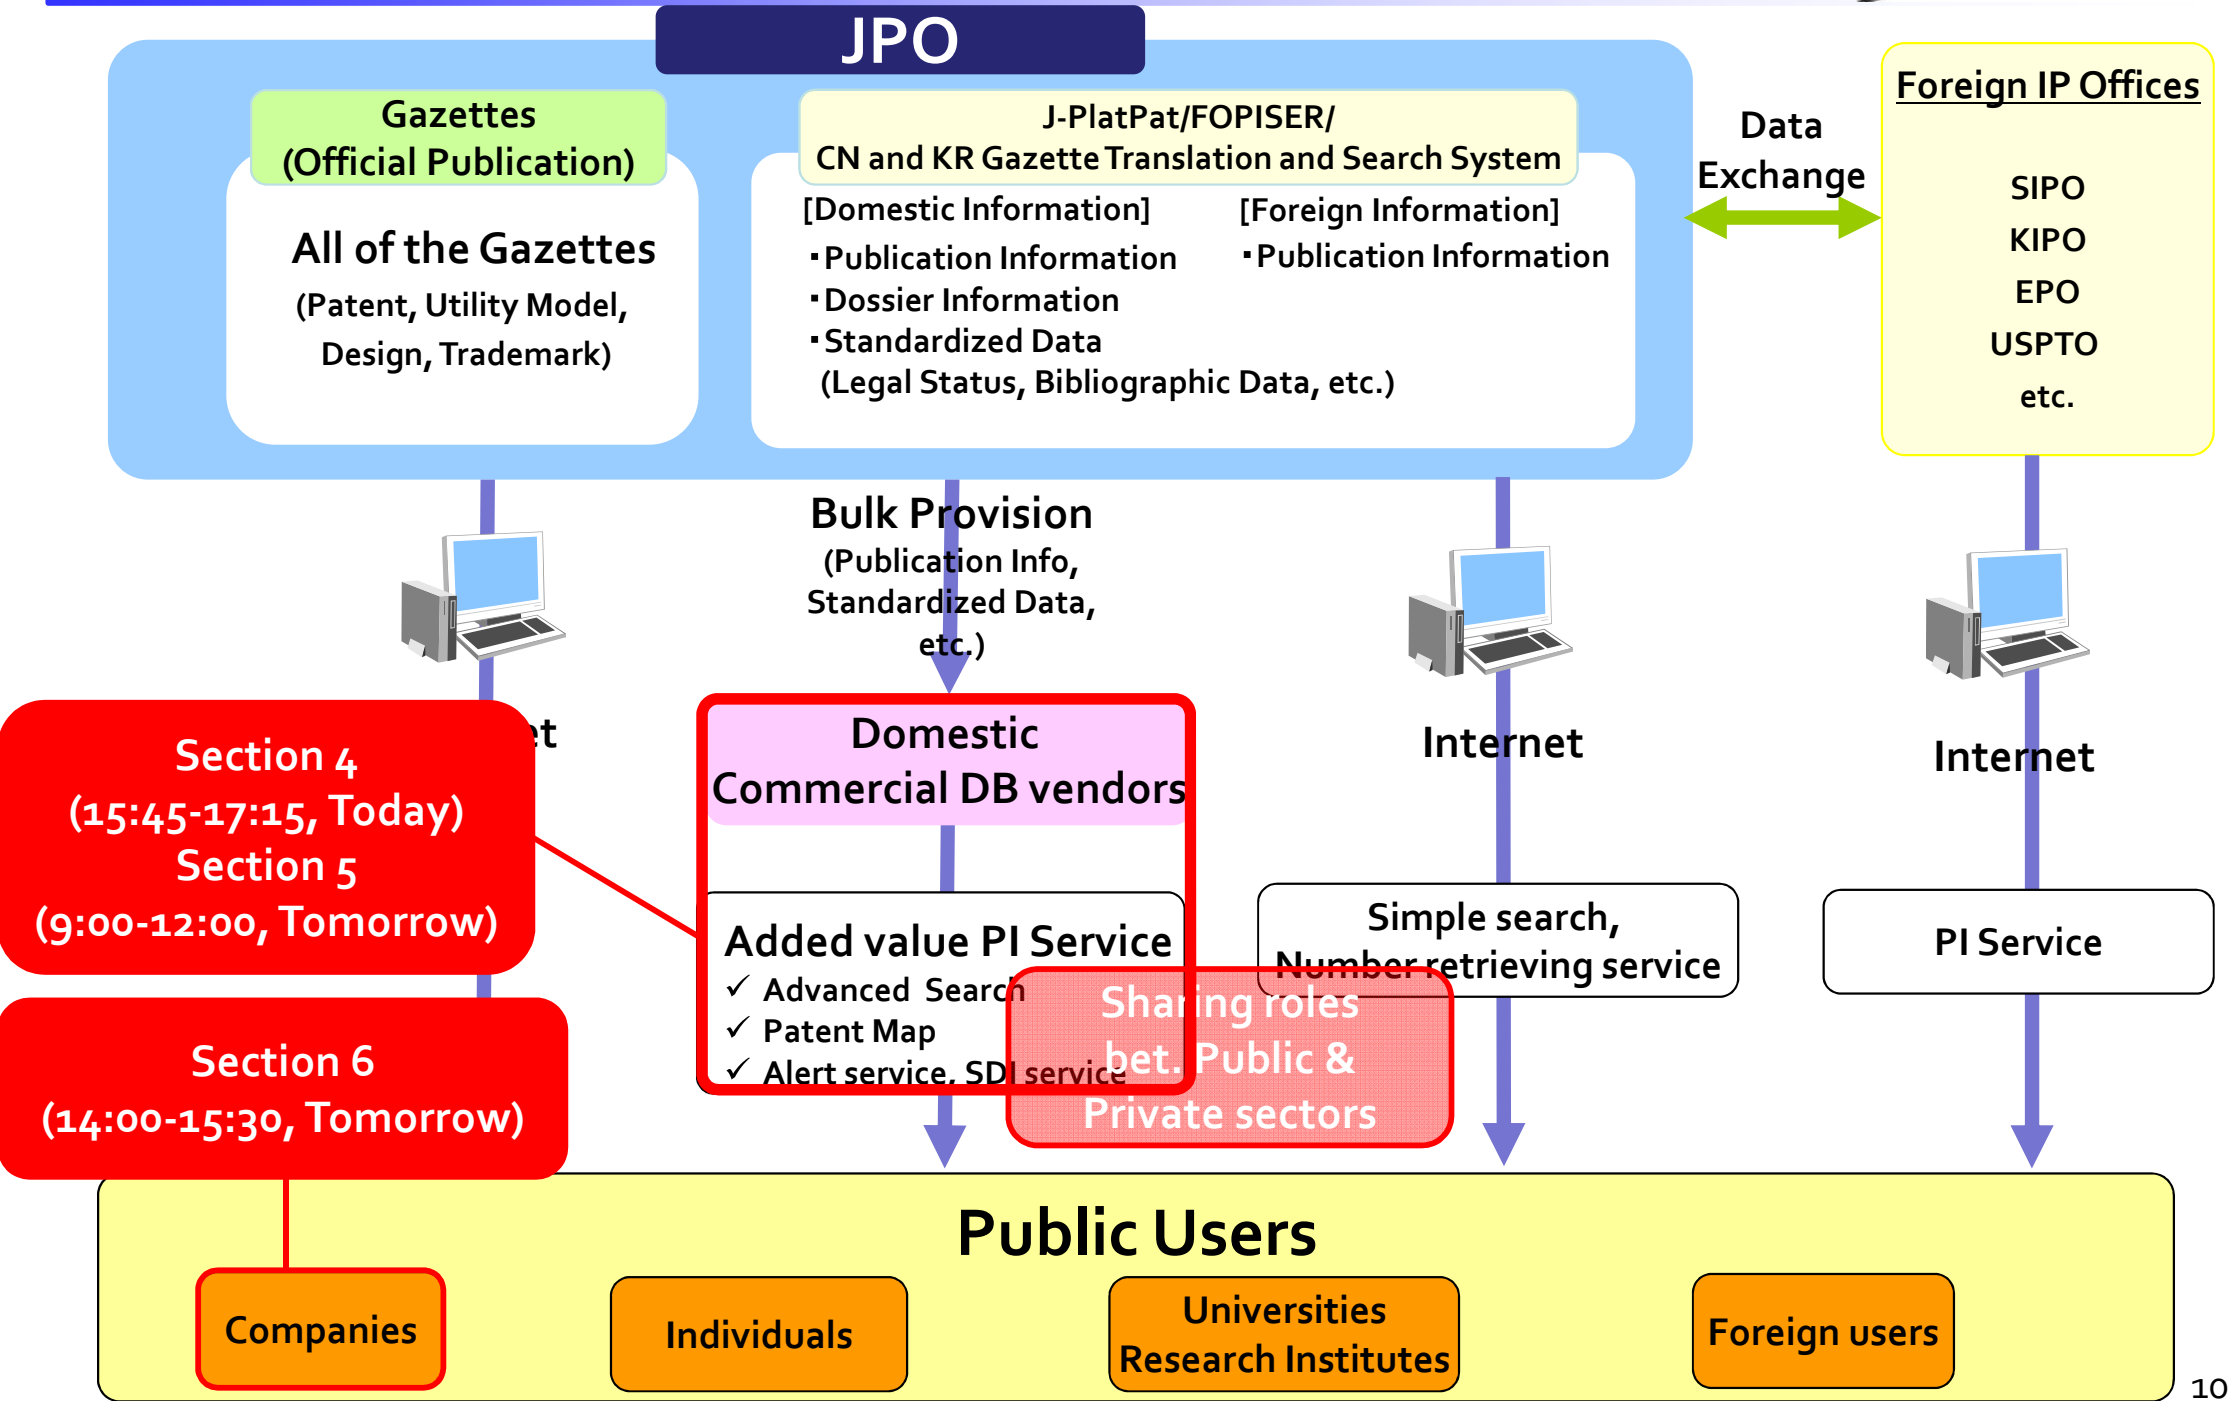 JPO
Gazettes
(Official Publication)
All of the Gazettes
(Patent, Utility Model,
Design, Trademark)
J-PlatPat/FOPISER/
CN and KR Gazette Translation and Search System
[Domestic Information]
・Publication Information
・Dossier Information
・Standardized Data
(Legal Status, Bibliographic Data, etc.)
[Foreign Information]
・Publication Information
Data
Exchange
Foreign IP Offices
SIPO
KIPO
EPO
USPTO
etc.
Bulk Provision
(Publication Info,
Standardized Data,
etc.)
Internet
Internet
Section 4
(15:45-17:15, Today)
Section 5
(9:00-12:00, Tomorrow)
Domestic
Commercial DB vendors
Added value PI Service
✓ Advanced Search
✓ Patent Map
✓ Alert service, SDI service
Simple search,
Number retrieving service
PI Service
Sharing roles
bet. Public &
Private sectors
Section 6
(14:00-15:30, Tomorrow)
Public Users
Companies
Individuals
Universities
Research Institutes
Foreign users
10